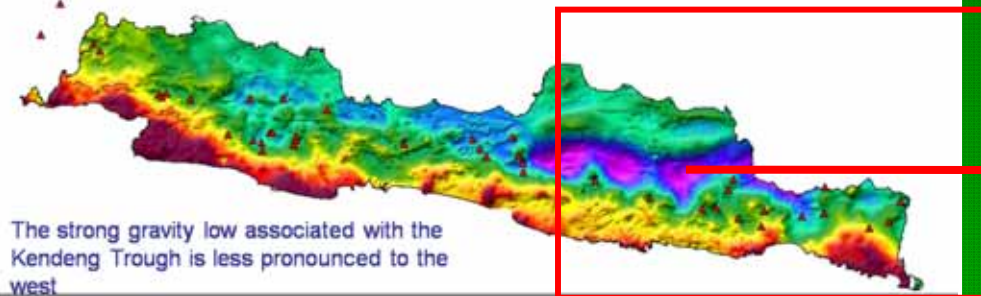 The strong gravity low associated with the
Kendeng Trough is less pronounced to the
west